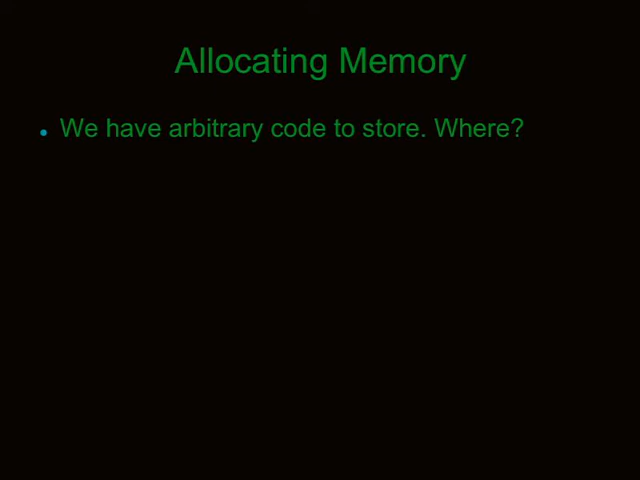 Allocating Memory
We have arbitrary code to store. Where?